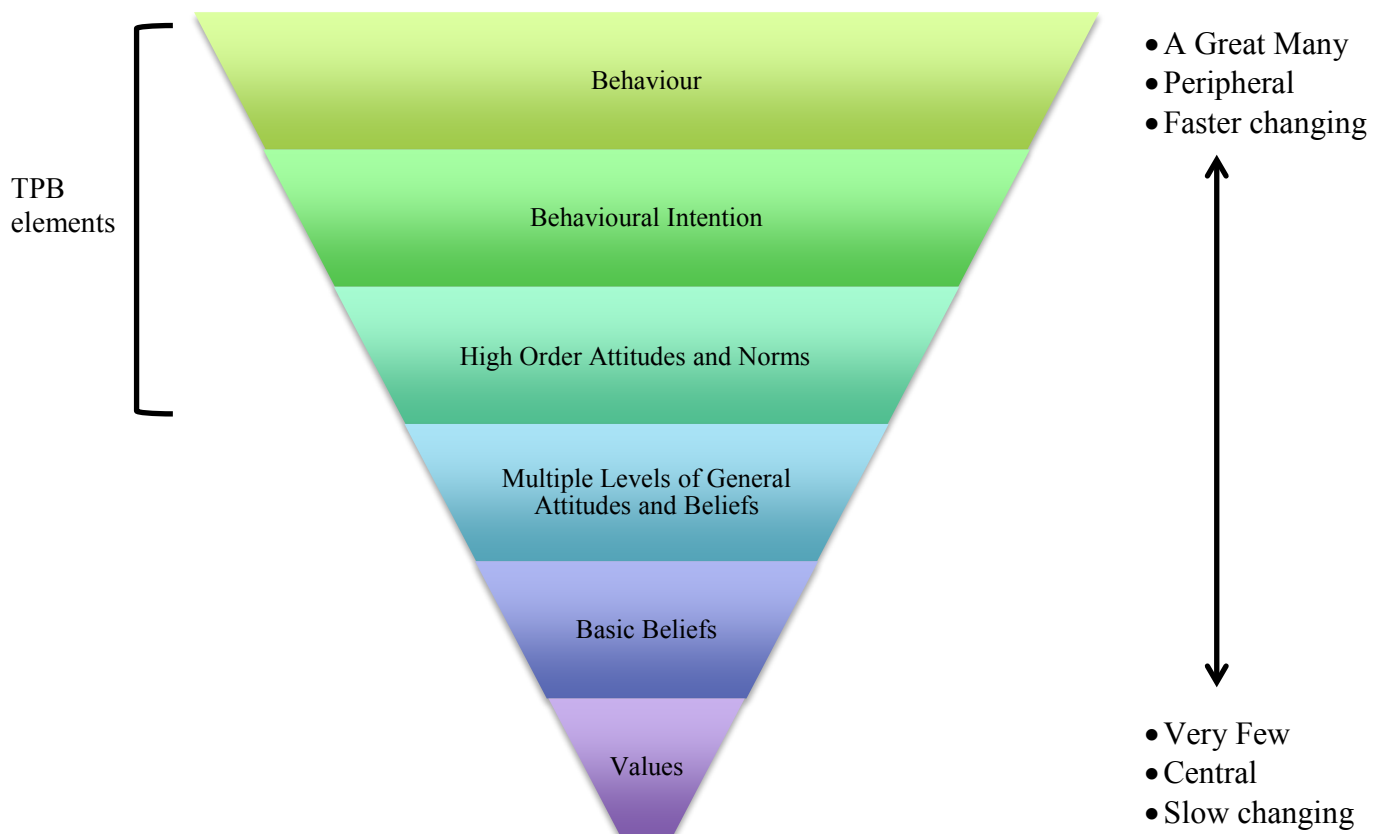 • A Great Many
• Peripheral
• Faster changing
Behaviour
TPB
elements
Behavioural Intention
High Order Attitudes and Norms
Multiple Levels of General
Attitudes and Beliefs
Basic Beliefs
Values
• Very Few
• Central
• Slow changing